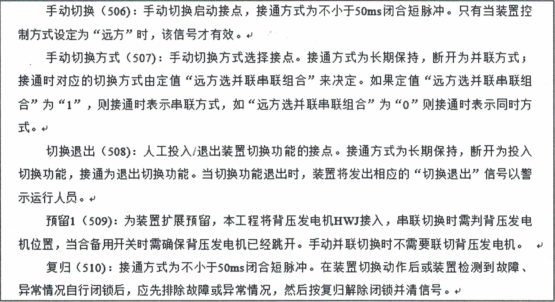 手动切换（506）：手动切换启动接点，接通方式为不小于50ms闭合短脉冲。只有当装置控
制方式设定为“远方”时，该信号才有效。↵
手动切换方式（507）：手动切换方式选择接点。接通方式为长期保持，断开为并联方式；
接通时对应的切换方式由定值“远方选并联串联组合”来决定。如果定值“远方选并联串联组
合”为“1”，则接通时表示串联方式，如“远方选并联串联组合”为“0”则接通时表示同时方
式。↵
切换退出（508）：人工投入/退出装置切换功能的接点。接通方式为长期保持，断开为投入
切换功能，接通为退出切换功能。当切换功能退出时，装置将发出相应的“切换退出”信号以警
示运行人员。↵
预留1（509）：为装置扩展预留，本工程将背压发电机HWJ接入，串联切换时需判背压发电
机位置，当合备用开关时需确保背压发电机已经跳开。手动并联切换时不需要联切背压发电机。↵
复归（510）：接通方式为不小于50ms闭合短脉冲。在装置切换动作后或装置检测到故障、
异常情况自行闭锁后，应先排除故障或异常情况，然后按复归解除闭锁并清信号。↵